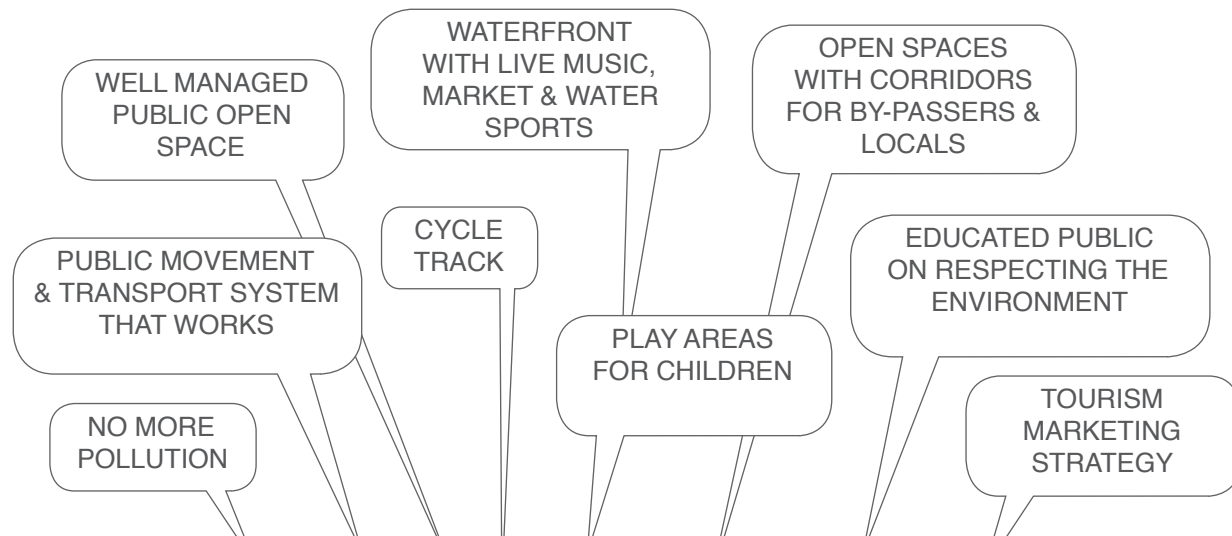 WATERFRONT
WITH LIVE MUSIC,
MARKET & WATER
SPORTS
OPEN SPACES
WITH CORRIDORS
FOR BY-PASSERS &
LOCALS
WELL MANAGED
PUBLIC OPEN
SPACE
CYCLE
TRACK
EDUCATED PUBLIC
ON RESPECTING THE
ENVIRONMENT
PUBLIC MOVEMENT
& TRANSPORT SYSTEM
THAT WORKS
PLAY AREAS
FOR CHILDREN
TOURISM
MARKETING
STRATEGY
NO MORE
POLLUTION